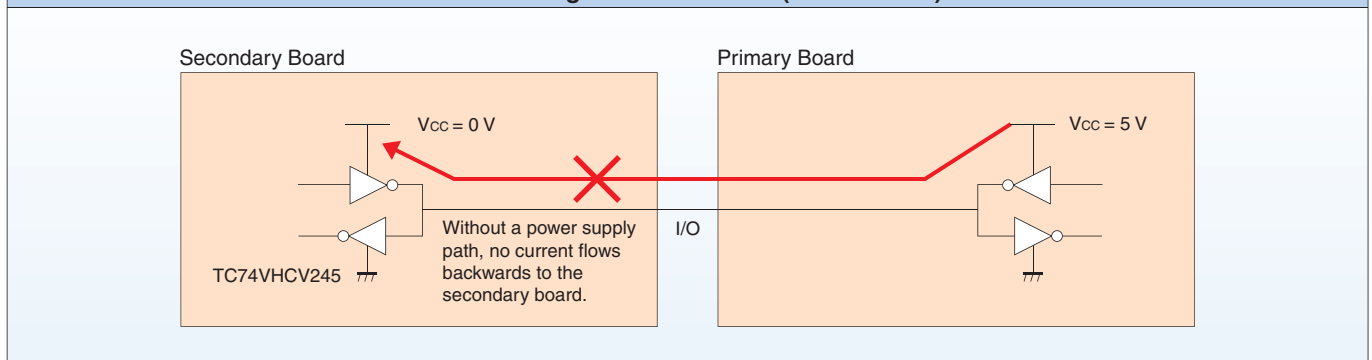 Secondary Board
Primary Board
VCC = 0 V
VCC = 5 V
Without a power supply
path, no current flows
backwards to the
secondary board.
I/O
TC74VHCV245